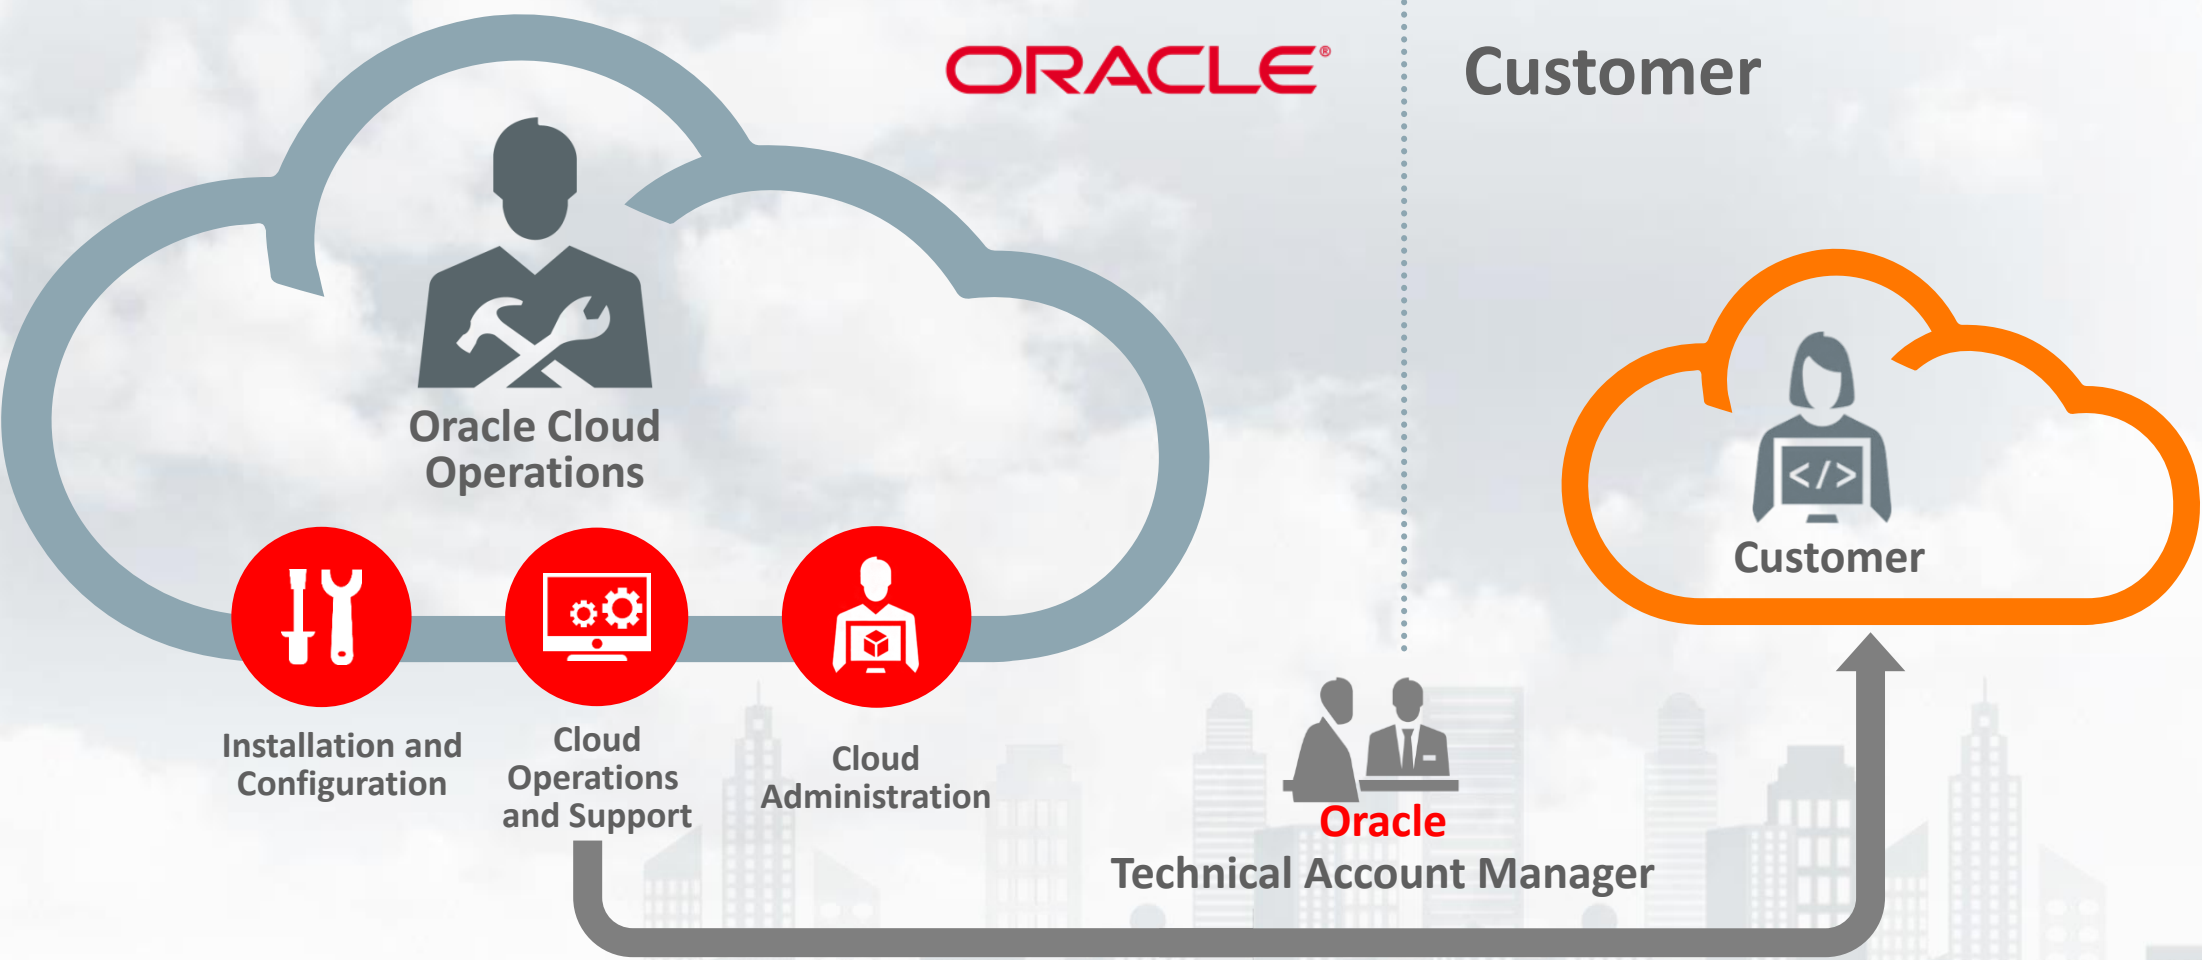 ORACLE®
Customer
Oracle Cloud
Operations
</>
Customer
Installation and
Configuration
Cloud
Operations
and Support
Cloud
Administration
Oracle
Technical Account Manager